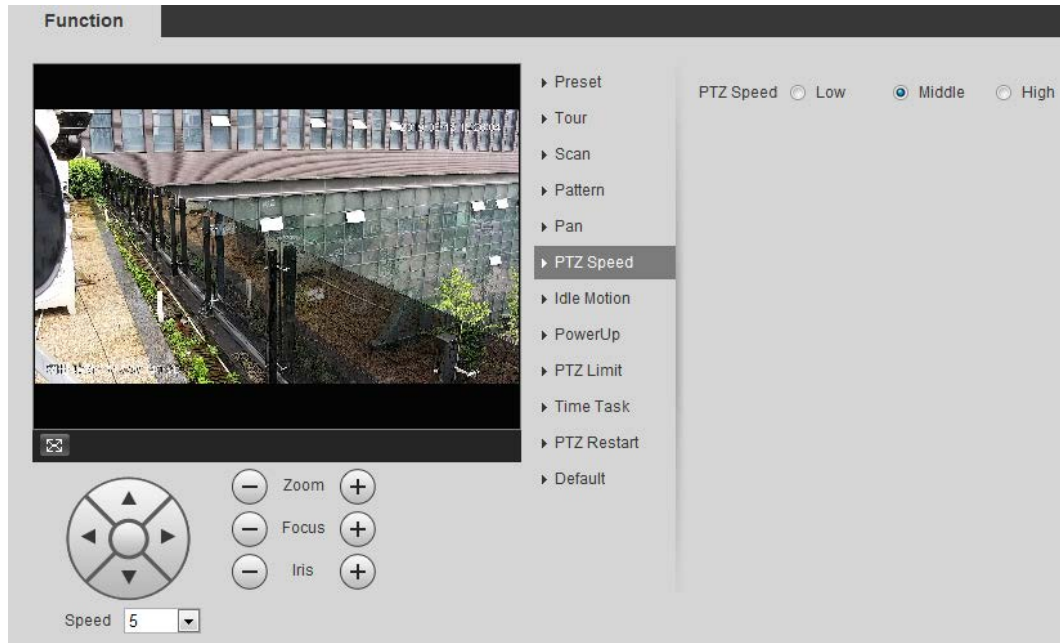 Function
Preset
Tour
Scan
Pattern
Pan
PTZ Speed
Idle Motion
PowerUp
PTZ Limit
Time Task
PTZ Restart
Default
PTZ Speed Low Middle High
Zoom
Focus
Iris
Speed 5